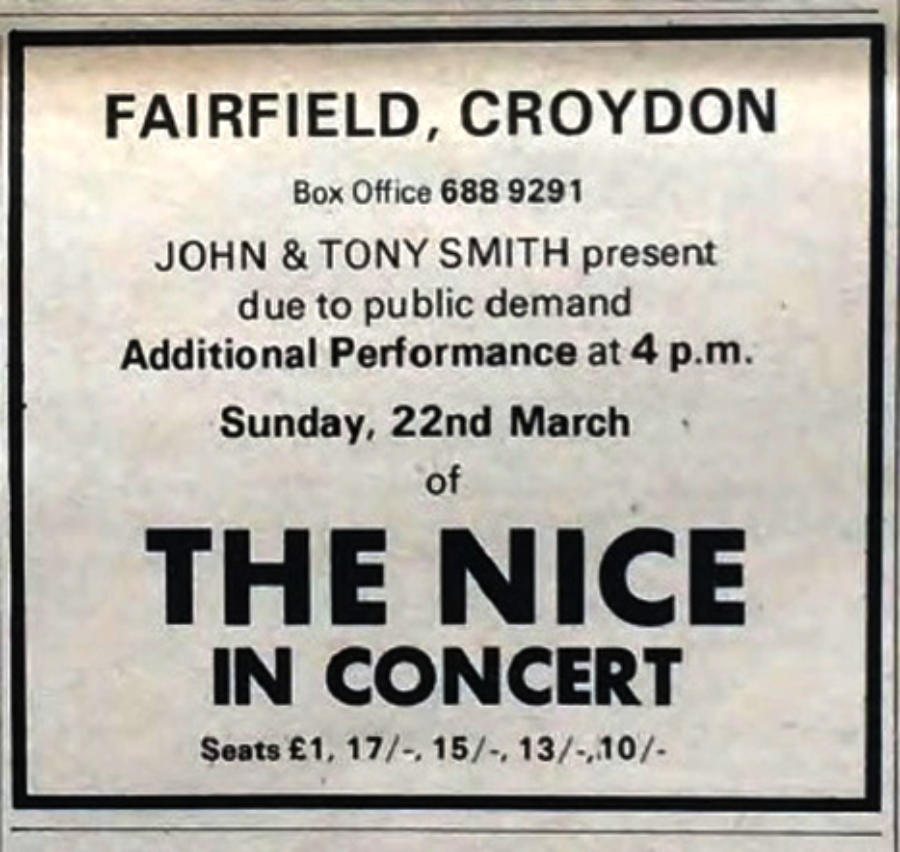 FAIRFIELD, CROYDON
Box Office 688 9291
JOHN & TONY SMITH present
due to public demand
Additional Performance at 4 p.m.
Sunday, 22nd March
of
THE NICE
IN CONCERT
Seats £1, 17/-, 15/-, 13/-, 10/-